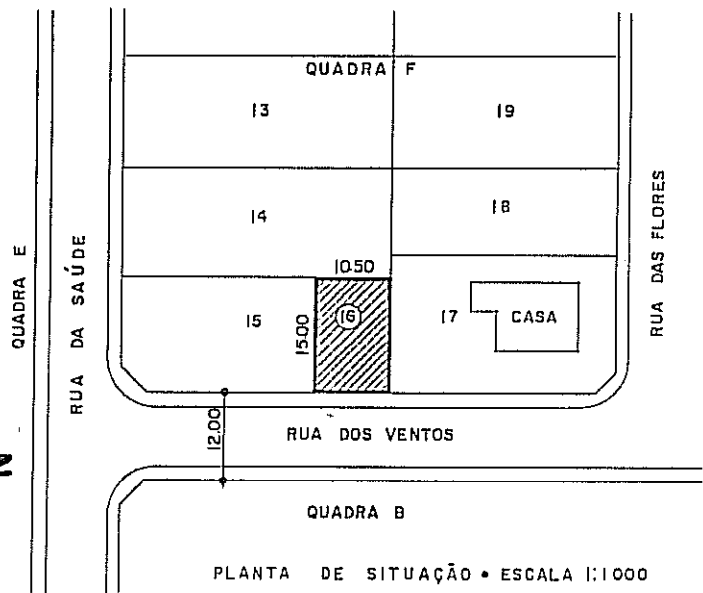 QUADRA F
13
19
14
18
10.50
15
15.00
16
17
CASA
QUADRA E
RUA DA SAÚDE
RUA DAS FLORES
N
12.00
RUA DOS VENTOS
QUADRA B
PLANTA DE SITUAÇÃO • ESCALA 1:1000